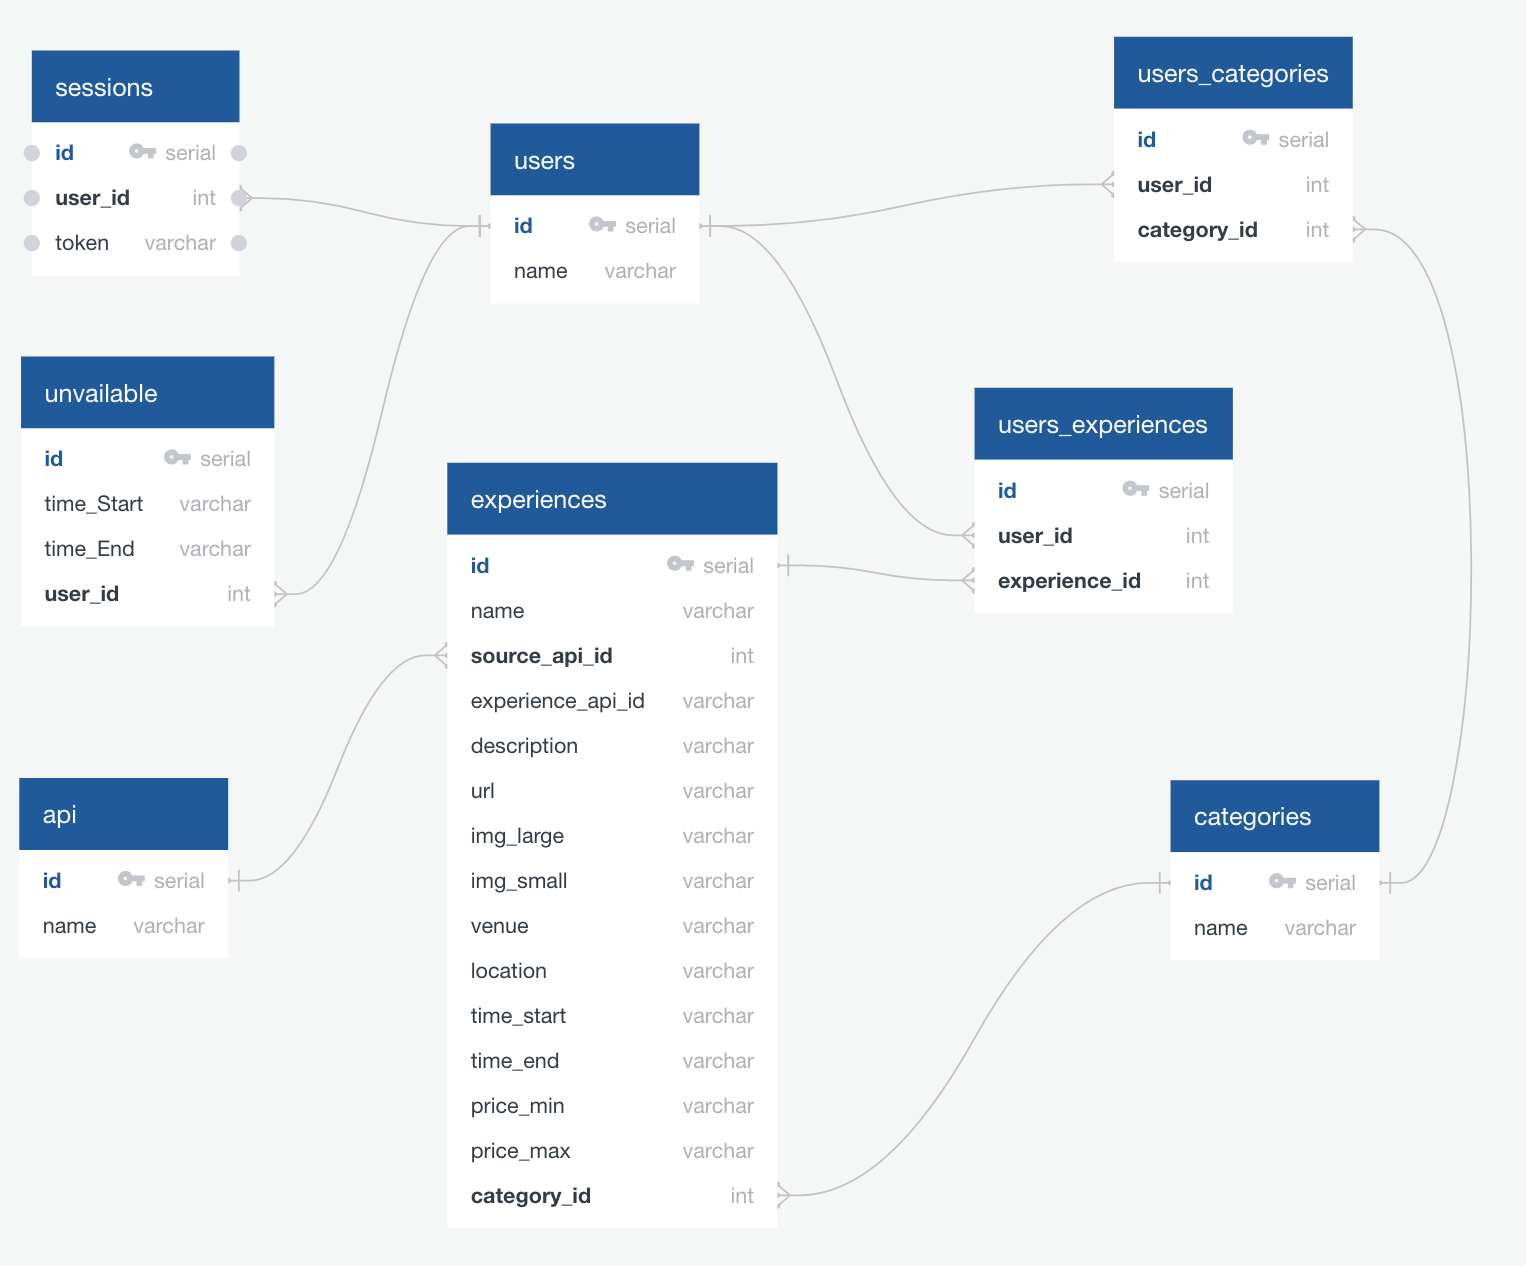 sessions
id serial
user_id int
token varchar
users
id serial
name varchar
users_categories
id serial
user_id int
category_id int
unvailable
id serial
time_Start varchar
time_End varchar
user_id int
experiences
id serial
name varchar
source_api_id int
experience_api_id varchar
description varchar
url varchar
img_large varchar
img_small varchar
venue varchar
location varchar
time_start varchar
time_end varchar
price_min varchar
price_max varchar
category_id int
users_experiences
id serial
user_id int
experience_id int
api
id serial
name varchar
categories
id serial
name varchar